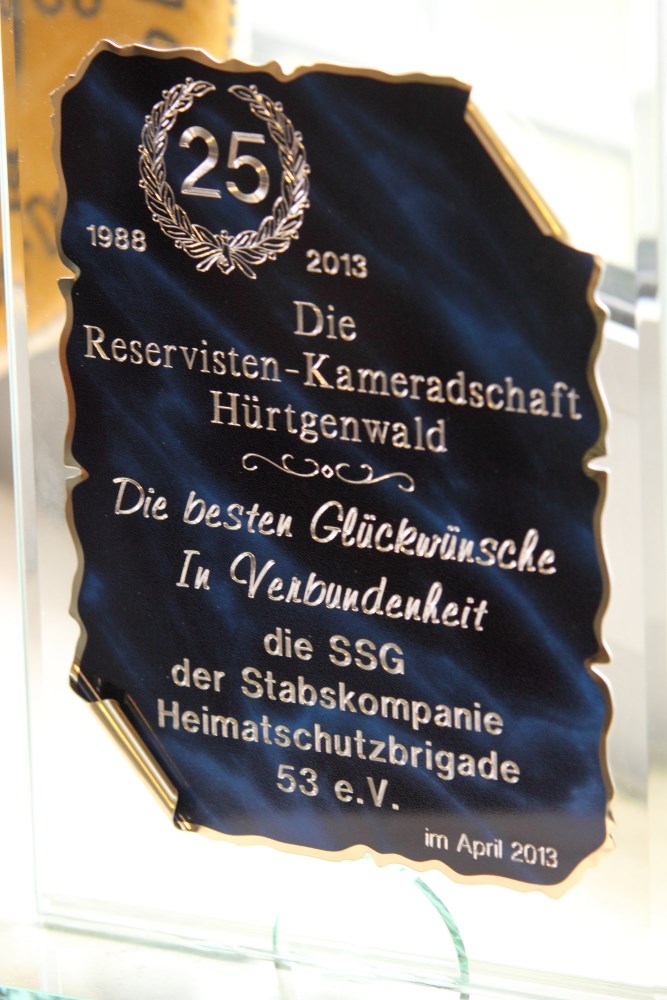 25
1988 2013
Die
Reservisten-Kameradschaft
Hürtgenwald
Die besten Glückwünsche
In Verbundenheit
die SSG
der Stabskompanie
Heimatschutzbrigade
53 e.V.
im April 2013